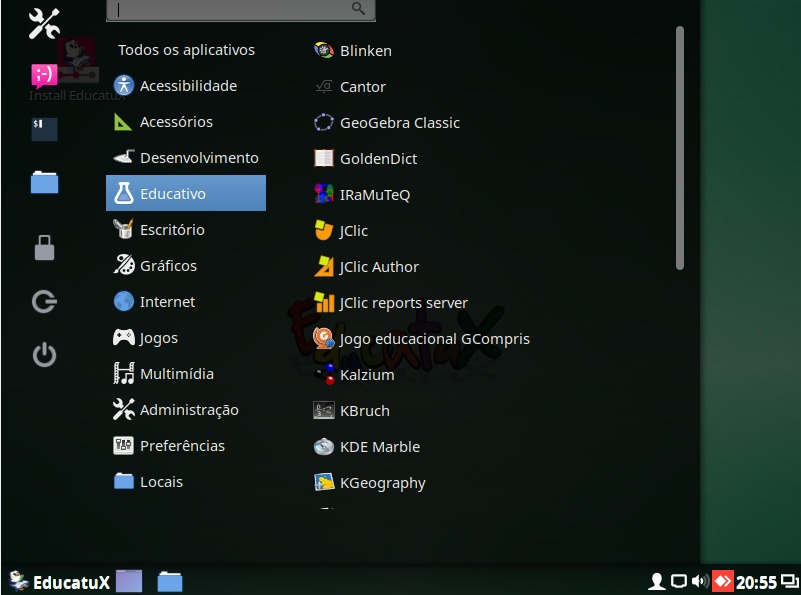 Todos os aplicativos
Acessibilidade
Acessórios
Desenvolvimento
Educativo
Escritório
Gráficos
Internet
Jogos
Multimídia
Administração
Preferências
Locais
Blinken
Cantor
GeoGebra Classic
GoldenDict
IRaMuTeQ
JClic
JClic Author
JClic reports server
Jogo educacional GCompris
Kalzium
KBruch
KDE Marble
KGeography
;-)
Install EducatuX
$
EducatuX
EducatuX
20:55